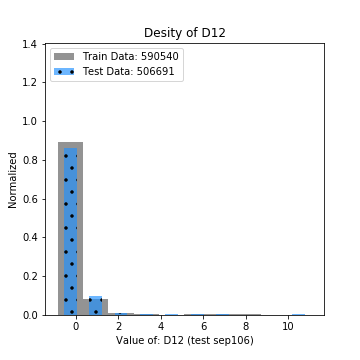 Desity of D12
1.4
Train Data: 590540
Test Data: 506691
1.2
1.0
0.8
Normalized
0.6
0.4
0.2
0.0
0 2 4 6 8 10
Value of: D12 (test sep106)